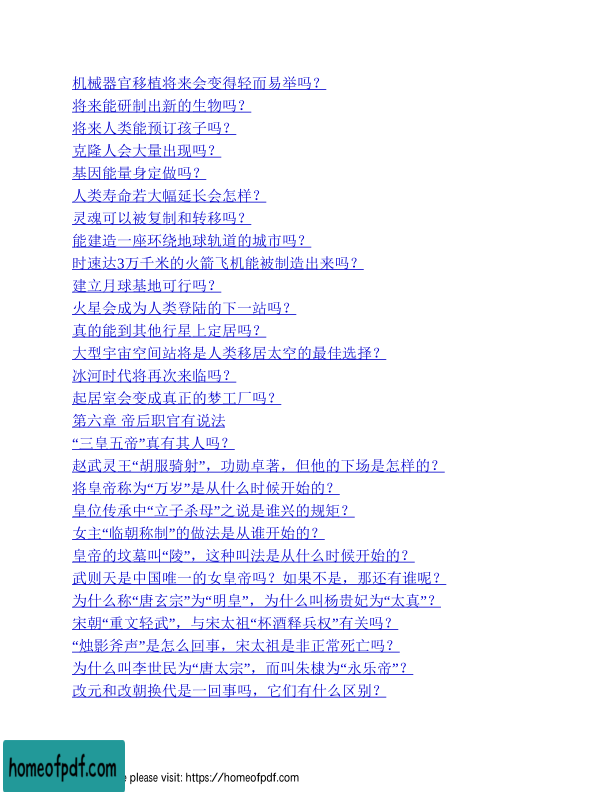 机械器官移植将来会变得轻而易举吗？
将来能研制出新的生物吗？
将来人类能预订孩子吗？
克隆人会大量出现吗？
基因能量身定做吗？
人类寿命若大幅延长会怎样？
灵魂可以被复制和转移吗？
能建造一座环绕地球轨道的城市吗？
时速达3万千米的火箭飞机能被制造出来吗？
建立月球基地可行吗？
火星会成为人类登陆的下一站吗？
真的能到其他行星上定居吗？
大型宇宙空间站将是人类移居太空的最佳选择？
冰河时代将再次来临吗？
起居室会变成真正的梦工厂吗？
第六章 帝后职官有说法
“三皇五帝”真有其人吗？
赵武灵王“胡服骑射”，功勋卓著，但他的下场是怎样的？
将皇帝称为“万岁”是从什么时候开始的？
皇位传承中“立子杀母”之说是谁兴的规矩？
女主“临朝称制”的做法是从谁开始的？
皇帝的坟墓叫“陵”，这种叫法是从什么时候开始的？
武则天是中国唯一的女皇帝吗？如果不是，那还有谁呢？
为什么称“唐玄宗”为“明皇”，为什么叫杨贵妃为“太真”？
宋朝“重文轻武”，与宋太祖“杯酒释兵权”有关吗？
“烛影斧声”是怎么回事，宋太祖是非正常死亡吗？
为什么叫李世民为“唐太宗”，而叫朱棣为“永乐帝”？
改元和改朝换代是一回事吗，它们有什么区别？
homeofpdf.com
e please visit: https://homeofpdf.com